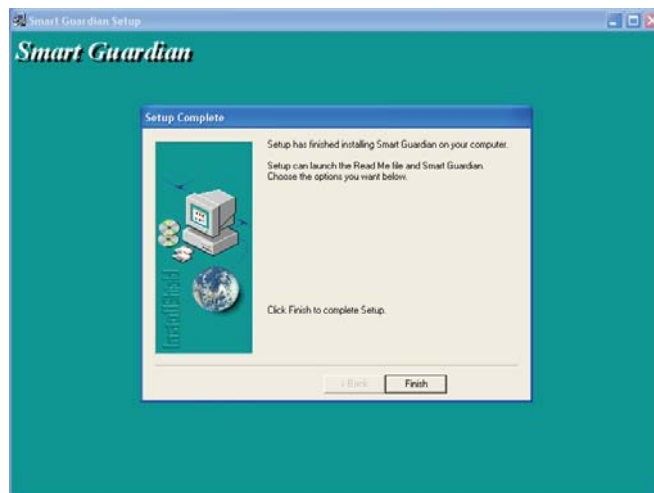 Smart Guardian Setup
Smart Guardian
Setup Complete
Setup has finished installing Smart Guardian on your computer.
Setup can launch the Read Me file and Smart Guardian.
Choose the options you want below.
InstallShield
Click Finish to complete Setup.
< Back
Finish